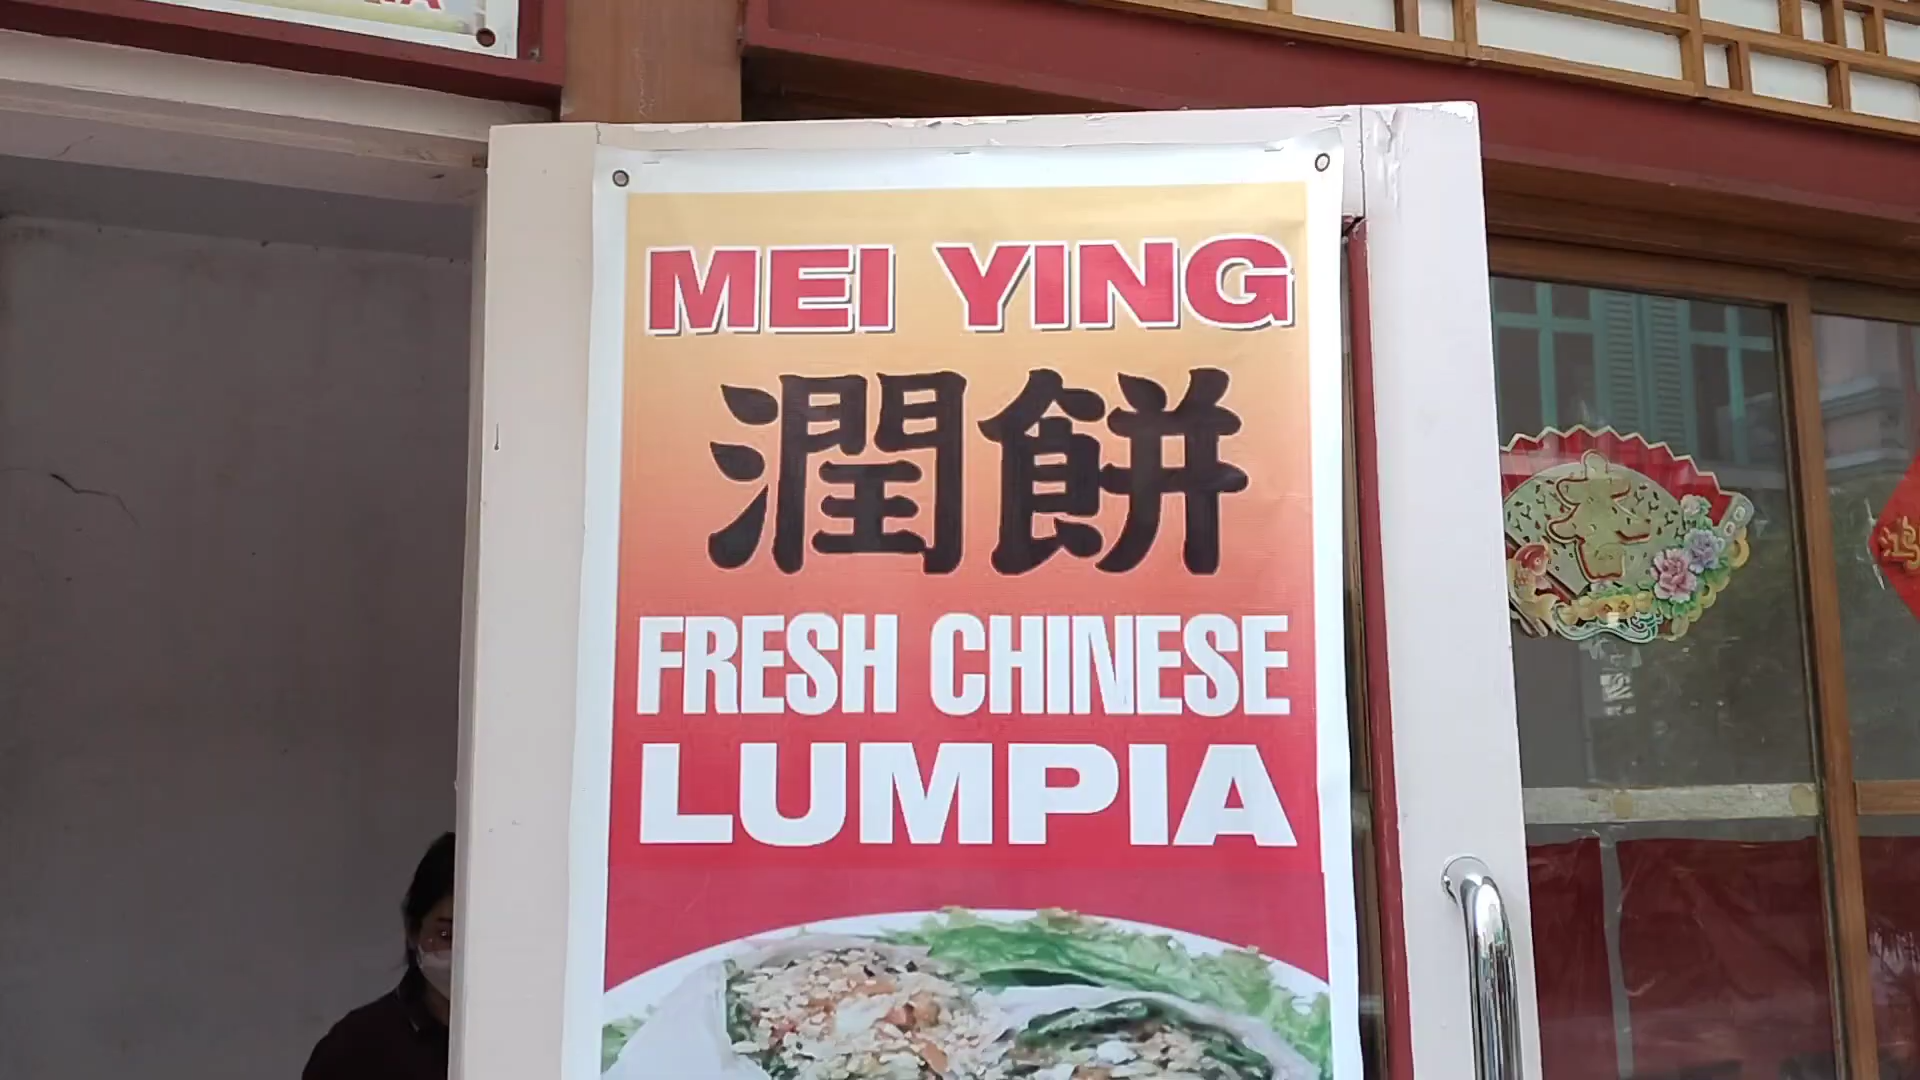 MEI YING
潤餅
FRESH CHINESE
LUMPIA